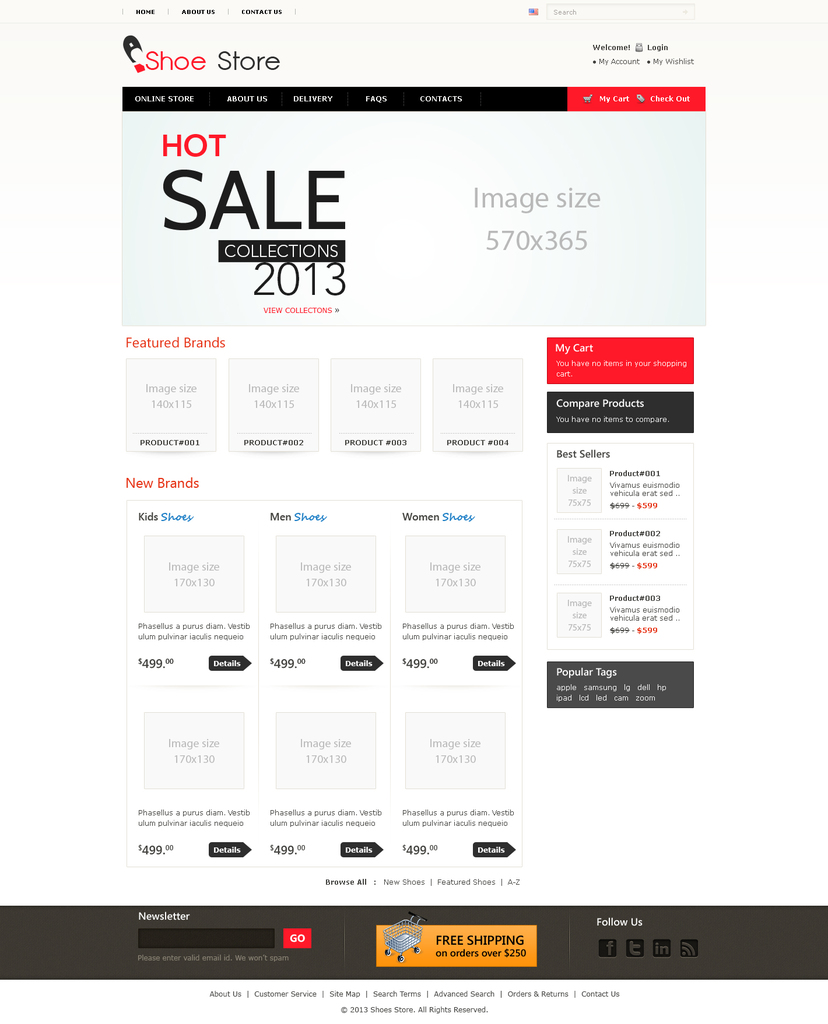 HOME
ABOUT US
CONTACT US
Search
Shoe Store
Welcome! Login
• My Account • My Wishlist
ONLINE STORE
ABOUT US
DELIVERY
FAQS
CONTACTS
My Cart
Check Out
HOT
SALE
COLLECTIONS
2013
VIEW COLLECTONS »
Image size
570x365
Featured Brands
Image size
140x115
PRODUCT#001
Image size
140x115
PRODUCT#002
Image size
140x115
PRODUCT #003
Image size
140x115
PRODUCT #004
My Cart
You have no items in your shopping
cart.
Compare Products
You have no items to compare.
Best Sellers
Image
size
75x75
Product#001
Vivamus euismodio
vehicula erat sed ..
$699 - $599
Image
size
75x75
Product#002
Vivamus euismodio
vehicula erat sed ..
$699 - $599
Image
size
75x75
Product#003
Vivamus euismodio
vehicula erat sed ..
$699 - $599
Popular Tags
apple samsung lg dell hp
ipad lcd led cam zoom
New Brands
Kids Shoes
Image size
170x130
Phasellus a purus diam. Vestib
ulum pulvinar iaculis nequeio
$499.00
Details
Men Shoes
Image size
170x130
Phasellus a purus diam. Vestib
ulum pulvinar iaculis nequeio
$499.00
Details
Women Shoes
Image size
170x130
Phasellus a purus diam. Vestib
ulum pulvinar iaculis nequeio
$499.00
Details
Image size
170x130
Phasellus a purus diam. Vestib
ulum pulvinar iaculis nequeio
$499.00
Details
Image size
170x130
Phasellus a purus diam. Vestib
ulum pulvinar iaculis nequeio
$499.00
Details
Image size
170x130
Phasellus a purus diam. Vestib
ulum pulvinar iaculis nequeio
$499.00
Details
Browse All : New Shoes | Featured Shoes | A-Z
Newsletter
GO
Please enter valid email id. We won't spam
FREE SHIPPING
on orders over $250
Follow Us
About Us | Customer Service | Site Map | Search Terms | Advanced Search | Orders & Returns | Contact Us
© 2013 Shoes Store. All Rights Reserved.